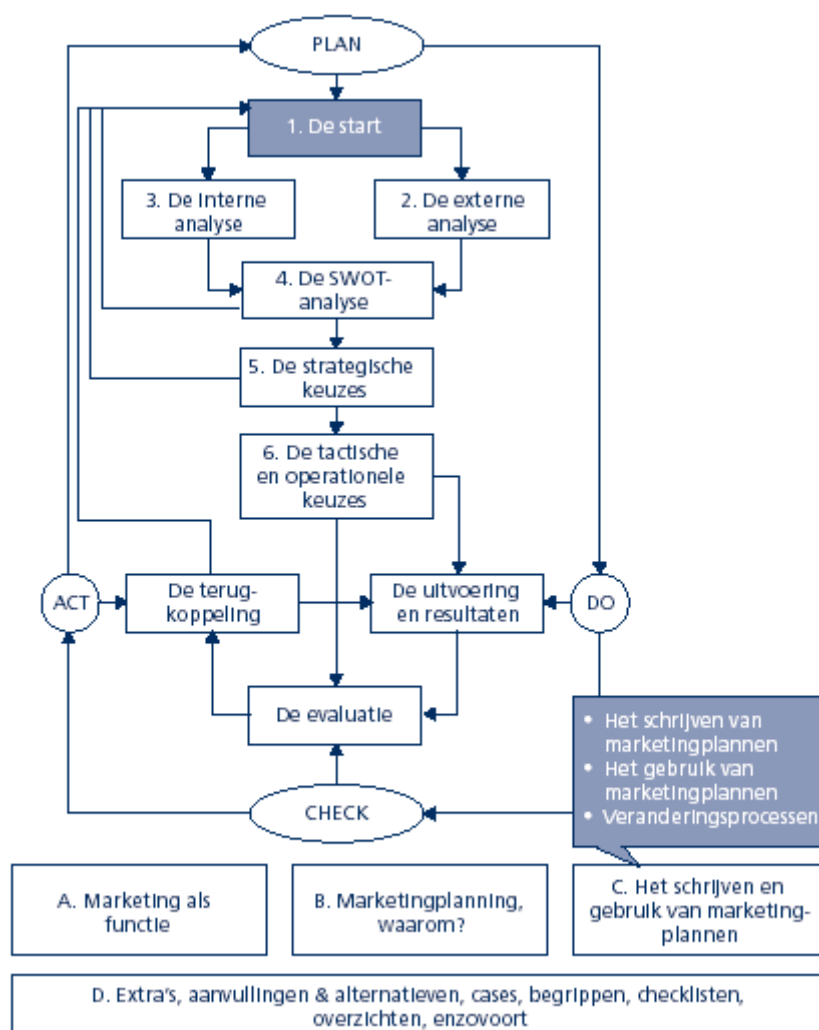 PLAN
1. De start
3. De interne
analyse
2. De externe
analyse
4. De SWOT-
analyse
5. De strategische
keuzes
6. De tactische
en operationele
keuzes
ACT
De terug-
koppeling
De uitvoering
en resultaten
DO
De evaluatie
• Het schrijven van
marketingplannen
• Het gebruik van
marketingplannen
• Veranderingsprocessen
CHECK
A. Marketing als
functie
B. Marketingplanning,
waarom?
C. Het schrijven en
gebruik van marketing-
plannen
D. Extra's, aanvullingen & alternatieven, cases, begrippen, checklisten,
overzichten, enzovoort